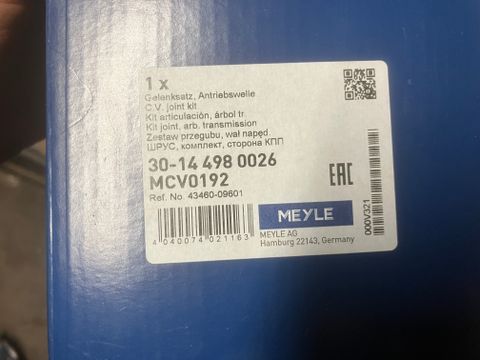 1 x
Gelenksatz, Antriebswelle
C.V. joint kit
Kit articulación, árbol tr.
Kit joint, arb. transmission
Zestaw przegubu, wał napęd.
ШРУС, комплект, сторона КПП
30-14 498 0026
MCV0192
Ref. No. 43460-09601
EAC
4 040074 021163
MEYLE
MEYLE AG
Hamburg 22143, Germany
000V321